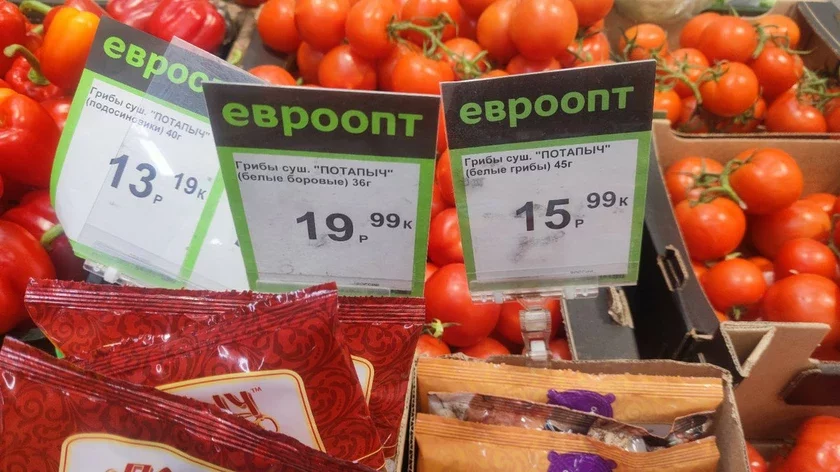 евроопт
Грибы суш. "ПОТАПЫЧ"
(подосиновики) 40г
13 Р 19 К
евроопт
Грибы суш. "ПОТАПЫЧ"
(белые боровые) 36г
19 Р 99 К
евроопт
Грибы суш. "ПОТАПЫЧ"
(белые грибы) 45г
15 Р 99 К